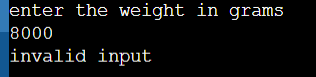 enter the weight in grams
8000
invalid input